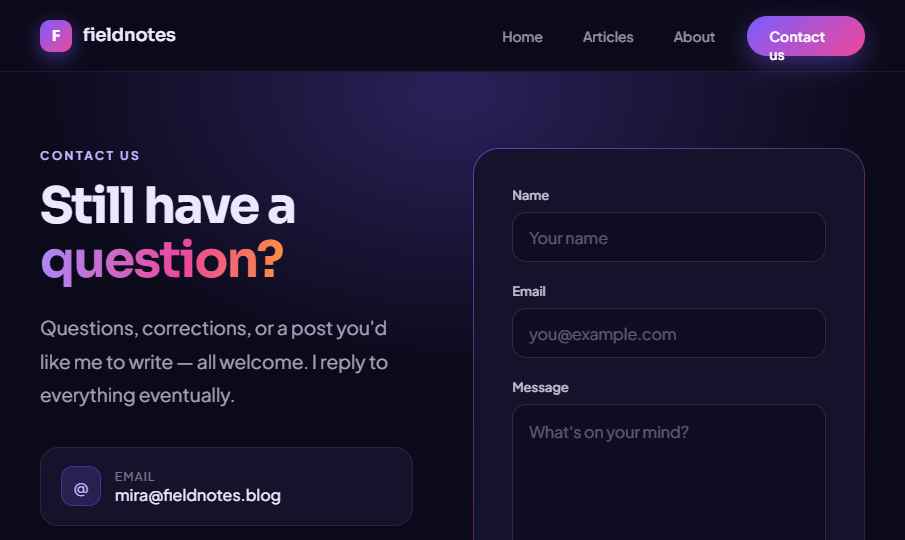 F fieldnotes
Home Articles About Contact
us
CONTACT US
Still have a
question?
Questions, corrections, or a post you'd
like me to write — all welcome. I reply to
everything eventually.
@ EMAIL
mira@fieldnotes.blog
Name
Your name
Email
you@example.com
Message
What's on your mind?